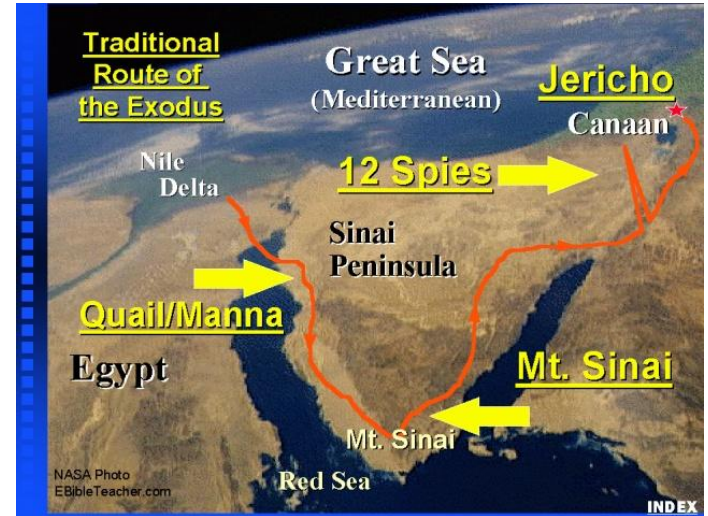 Traditional
Route of
the Exodus
Great Sea
(Mediterranean)
Jericho
Canaan
Nile
Delta
12 Spies
Sinai
Peninsula
Quail/Manna
Egypt
Mt. Sinai
Mt. Sinai
Red Sea
NASA Photo
EBibleTeacher.com
INDEX